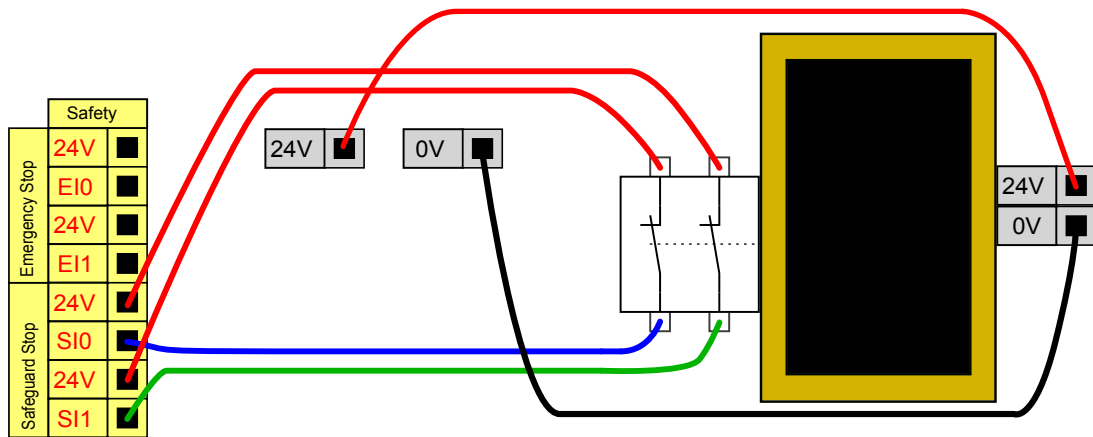 Safety
Emergency Stop
24V
EI0
24V
EI1
Safeguard Stop
24V
SI0
24V
SI1
24V
0V
24V
0V